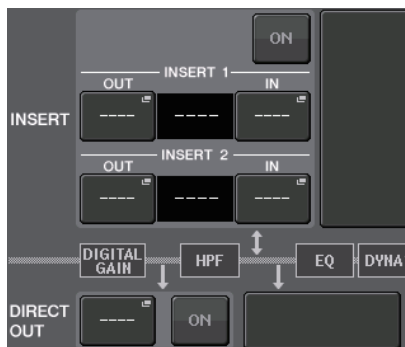 ON
INSERT 1
OUT IN
INSERT
---- ---- ----
INSERT 2
OUT IN
---- ---- ----
DIGITAL GAIN HPF EQ DYNA
DIRECT OUT
---- ON